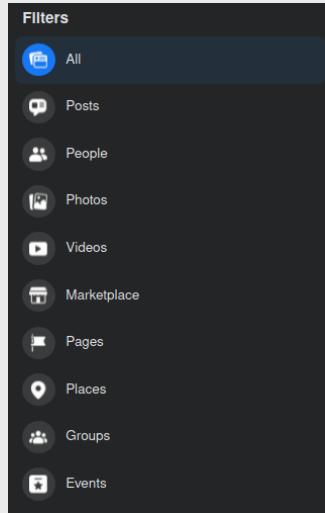 Filters
All
Posts
People
Photos
Videos
Marketplace
Pages
Places
Groups
Events